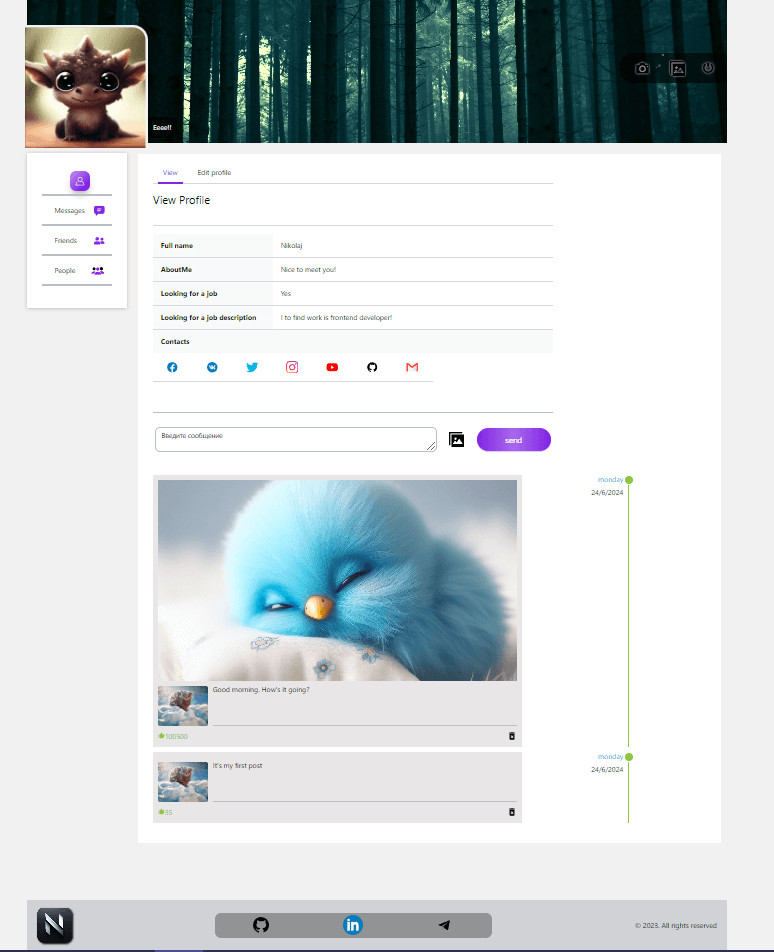 Eeeet!
View Edit profile
View Profile
Messages
Friends
People
Full name Nikolaj
AboutMe Nice to meet you!
Looking for a job Yes
Looking for a job description I to find work is frontend developer!
Contacts
Введите сообщение
send
monday
24/6/2024
Good morning. How's it going?
100500
It's my first post
monday
24/6/2024
35
© 2023. All rights reserved